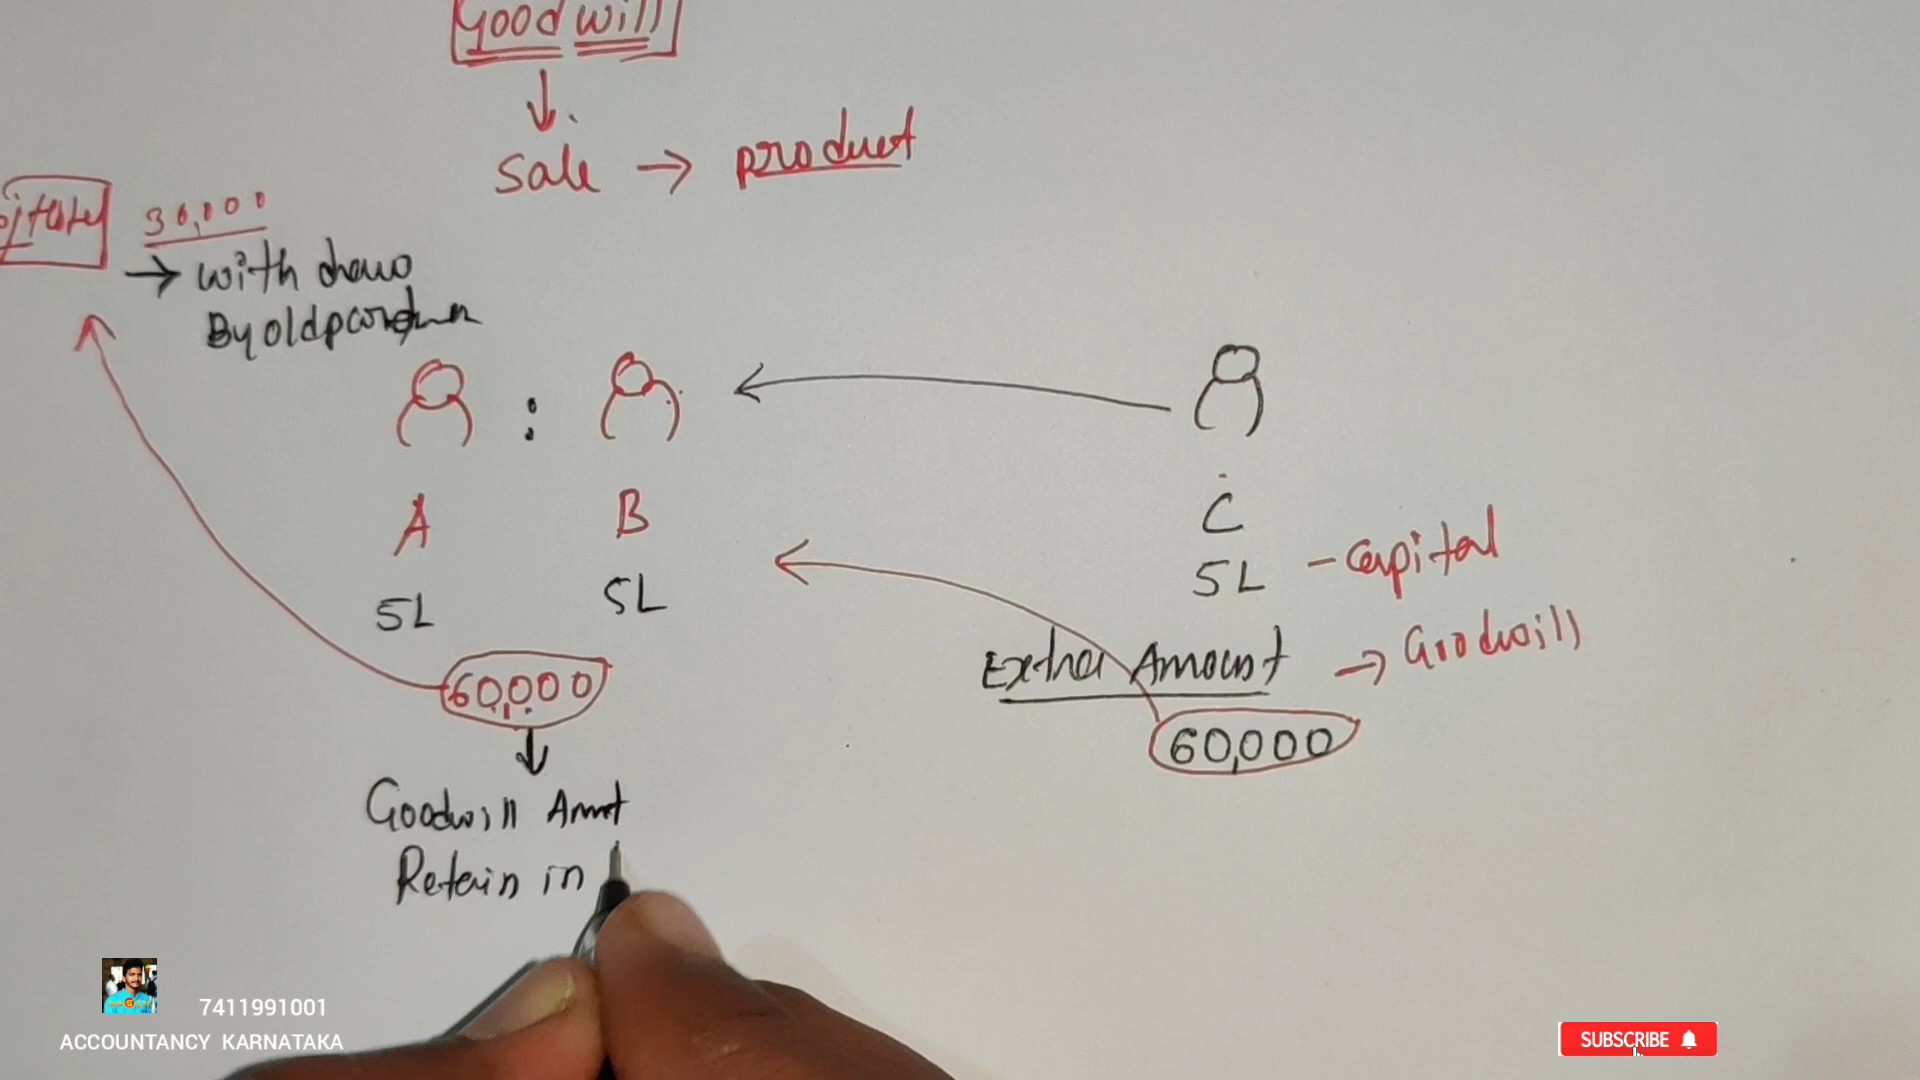 Goodwill
Sale → product
30,000
→ with draw
By old partner
A : B
C
5L
5L
5L - Capital
Extra Amount → Goodwill
60,000
60,000
Goodwill Amt
Retain in
7411991001
ACCOUNTANCY KARNATAKA
SUBSCRIBE